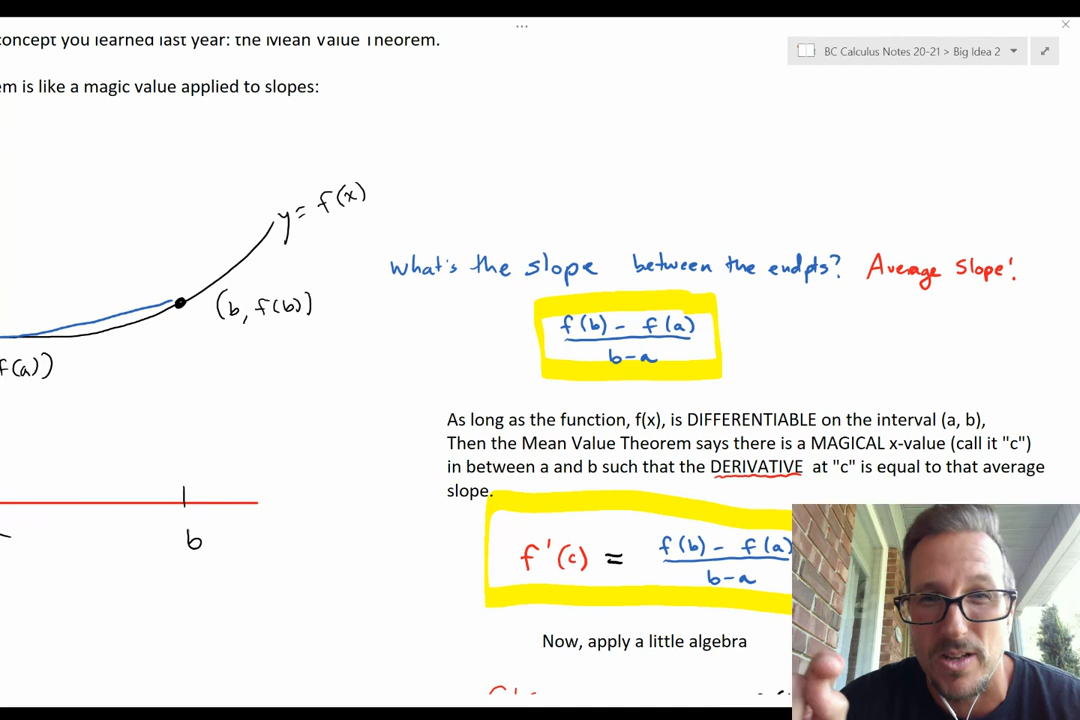 concept you learned last year: the Mean Value Theorem.
BC Calculus Notes 20-21 > Big Idea 2
em is like a magic value applied to slopes:
y = f(x)
What's the slope between the endpts? Average Slope!
(b, f(b))
f(b) - f(a)
b-a
f(a))
As long as the function, f(x), is DIFFERENTIABLE on the interval (a, b),
Then the Mean Value Theorem says there is a MAGICAL x-value (call it "c")
in between a and b such that the DERIVATIVE at "c" is equal to that average
slope.
b
f'(c) = f(b) - f(a)
b-a
Now, apply a little algebra